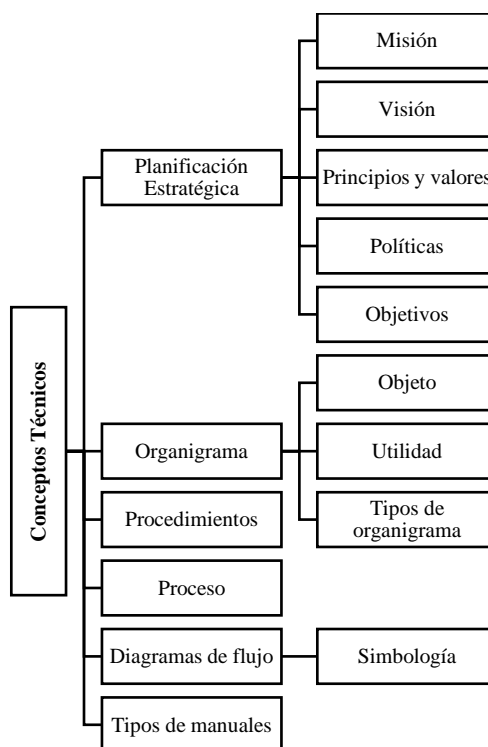 Conceptos Técnicos
Planificación
Estratégica
Misión
Visión
Principios y valores
Políticas
Objetivos
Organigrama
Objeto
Utilidad
Tipos de
organigrama
Procedimientos
Proceso
Diagramas de flujo
Simbología
Tipos de manuales